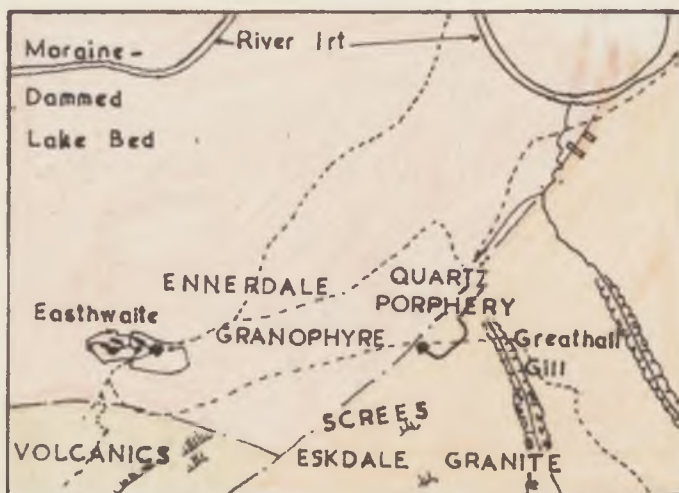 Moraine-
Dammed
Lake Bed
River Irt
ENNERDALE
QUARTZ
PORPHERY
Easthwaite
GRANOPHYRE
Greathall
Gill
SCREES
VOLCANICS
ESKDALE GRANITE